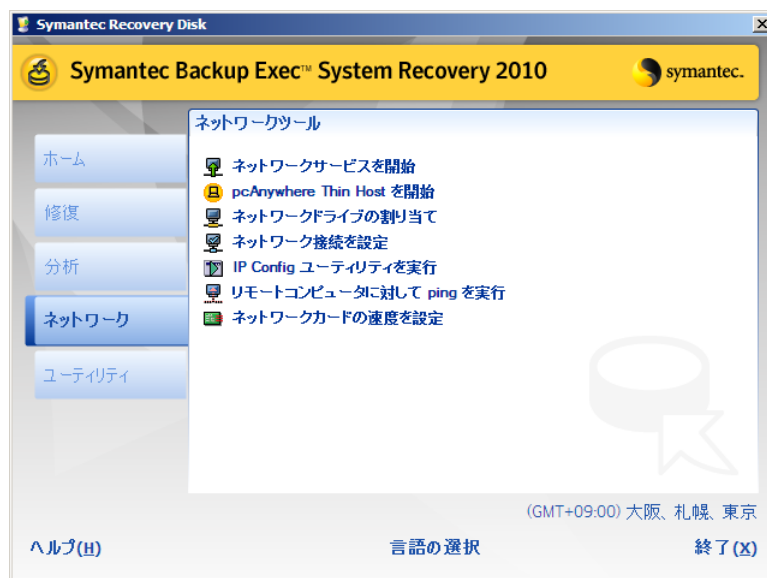 Symantec Recovery Disk
Symantec Backup Exec™ System Recovery 2010
symantec.
ネットワークツール
ホーム
修復
分析
ネットワーク
ユーティリティ
ネットワークサービスを開始
pcAnywhere Thin Host を開始
ネットワークドライブの割り当て
ネットワーク接続を設定
IP Config ユーティリティを実行
リモートコンピュータに対して ping を実行
ネットワークカードの速度を設定
(GMT+09:00) 大阪、札幌、東京
ヘルプ(H)
言語の選択
終了(X)